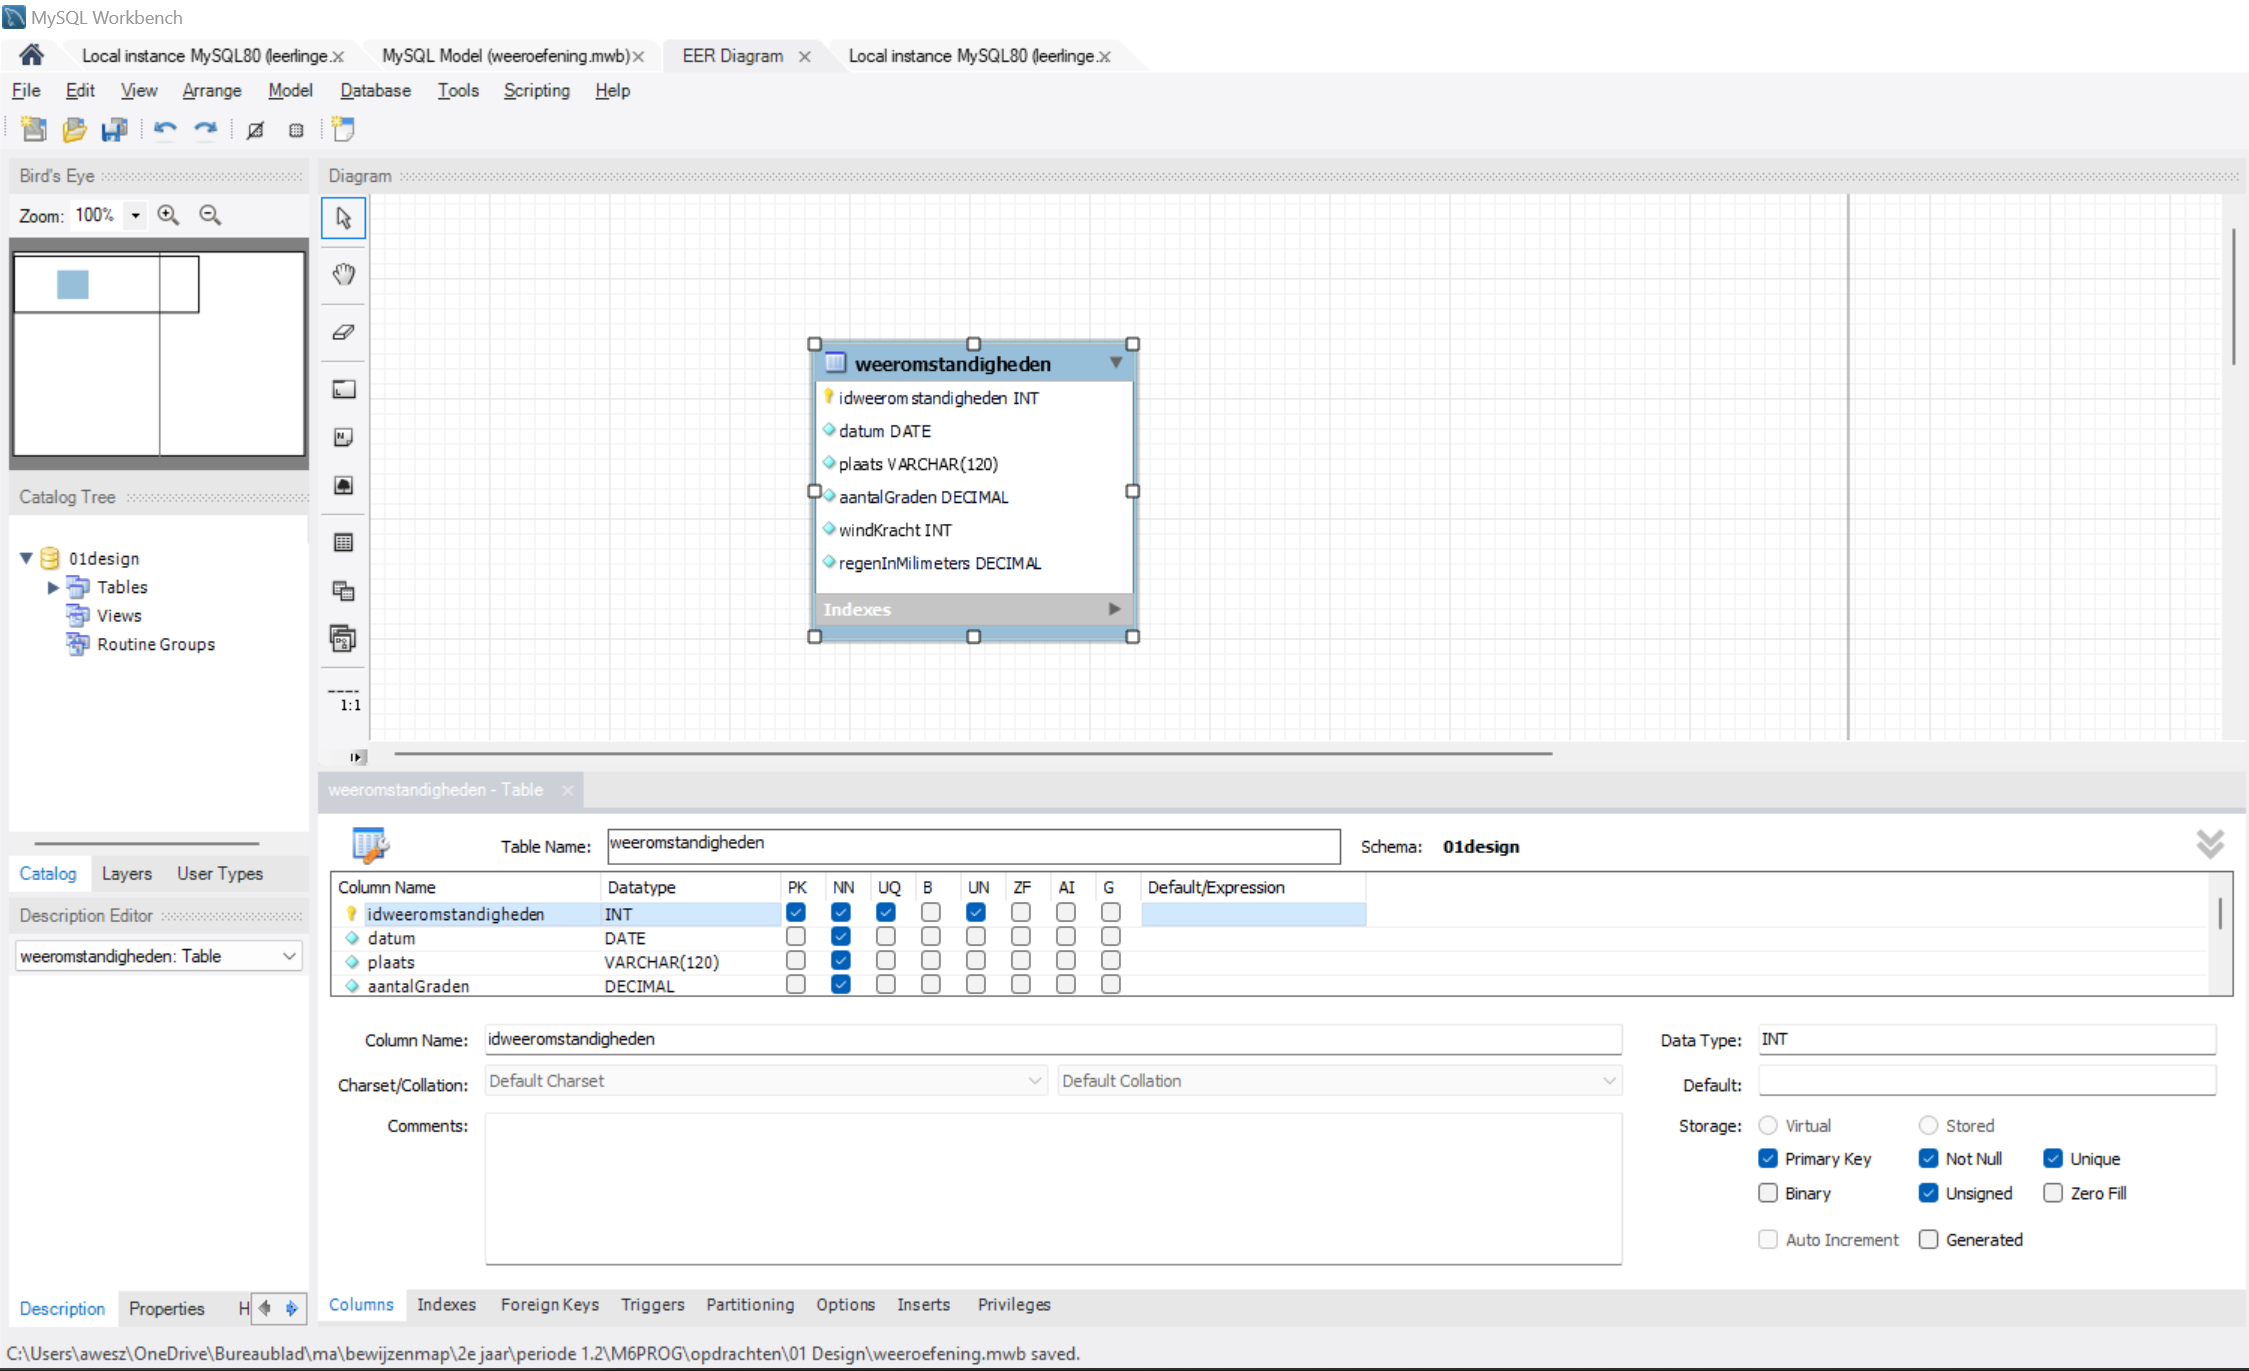 MySQL Workbench
Local instance MySQL80 (leerlinge.x
MySQL Model (weeroefening.mwb)
EER Diagram
Local instance MySQL80 (leerlinge.x
File Edit View Arrange Model Database Tools Scripting Help
Bird's Eye
Diagram
Zoom: 100%
weeromstandigheden
idweeromstandigheden INT
datum DATE
plaats VARCHAR(120)
aantalGraden DECIMAL
windKracht INT
regenInMilimeters DECIMAL
Indexes
1:1
Catalog Tree
01design
Tables
Views
Routine Groups
Catalog Layers User Types
Description Editor
weeromstandigheden: Table
Description Properties H
weeromstandigheden - Table
Table Name: weeromstandigheden Schema: 01design
Column Name Datatype PK NN UQ B UN ZF AI G Default/Expression
idweeromstandigheden INT
datum DATE
plaats VARCHAR(120)
aantalGraden DECIMAL
Column Name: idweeromstandigheden Data Type: INT
Charset/Collation: Default Charset Default Collation Default:
Comments: Storage: Virtual Stored
Primary Key Not Null Unique
Binary Unsigned Zero Fill
Auto Increment Generated
Columns Indexes Foreign Keys Triggers Partitioning Options Inserts Privileges
C:\Users\awesz\OneDrive\Bureaublad\ma\bewijzenmap\2e jaar\periode 1.2\M6PROG\opdrachten\01 Design\weeroefening.mwb saved.